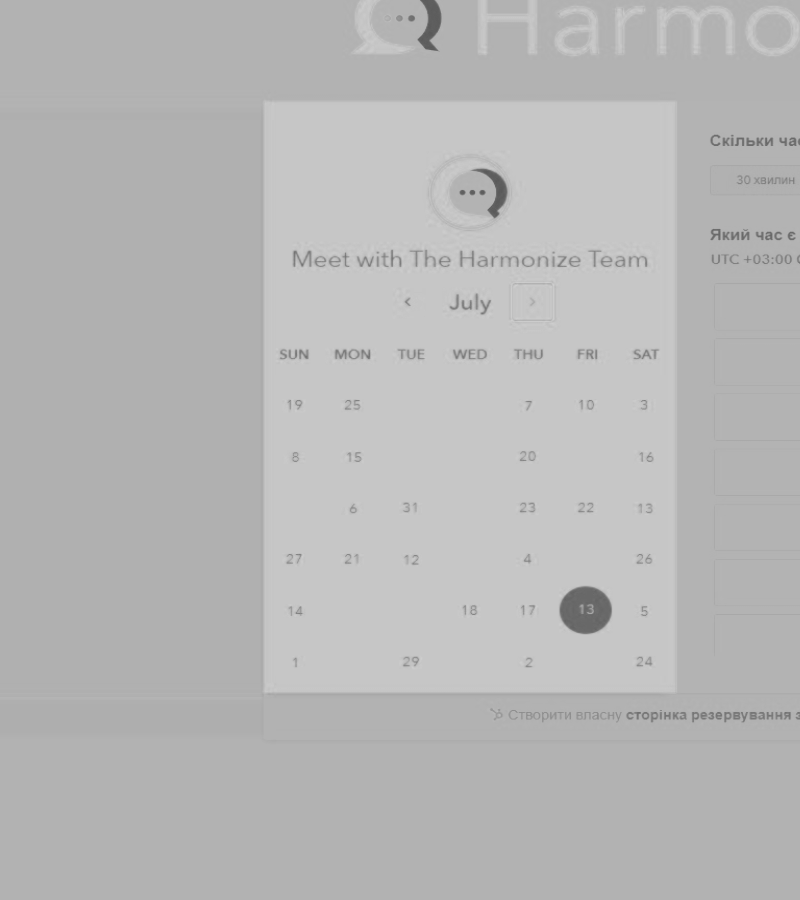 Harmo
Meet with The Harmonize Team
‹ July ›
SUN MON TUE WED THU FRI SAT
19 25 7 10 3
8 15 20 16
6 31 23 22 13
27 21 12 4 26
14 18 17 13 5
1 29 2 24
Скільки час
30 хвилин
Який час є
UTC +03:00
Створити власну сторінка резервування з